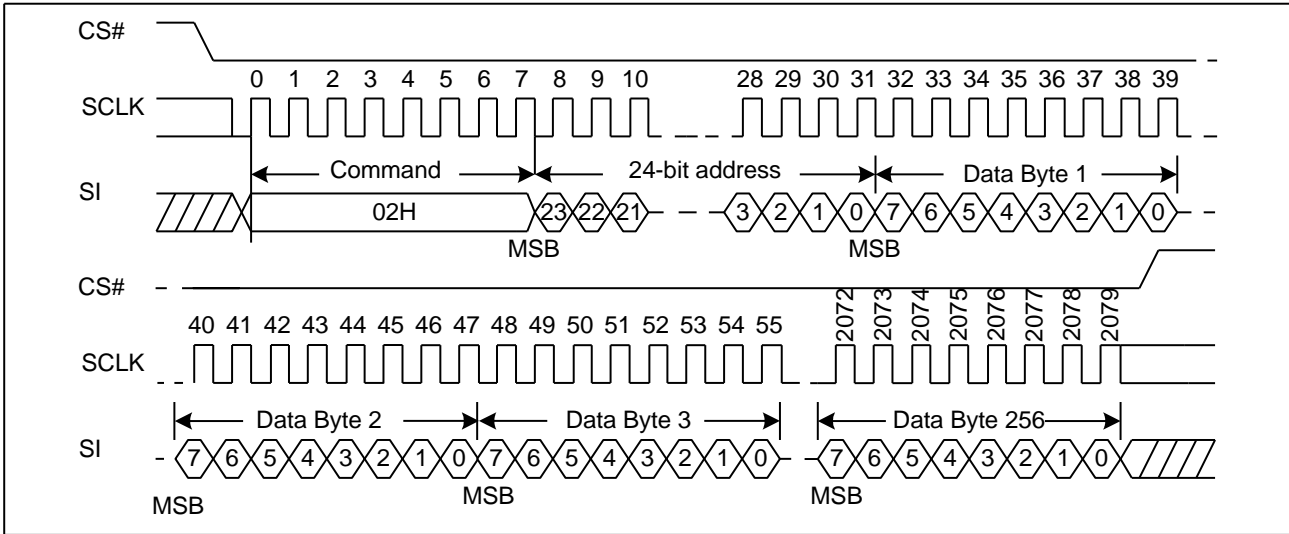 CS#
0 1 2 3 4 5 6 7 8 9 10 28 29 30 31 32 33 34 35 36 37 38 39
SCLK
Command 24-bit address Data Byte 1
SI
02H 23 22 21 3 2 1 0 7 6 5 4 3 2 1 0
MSB MSB
CS#
40 41 42 43 44 45 46 47 48 49 50 51 52 53 54 55 2072 2073 2074 2075 2076 2077 2078 2079
SCLK
Data Byte 2 Data Byte 3 Data Byte 256
SI
7 6 5 4 3 2 1 0 7 6 5 4 3 2 1 0 7 6 5 4 3 2 1 0
MSB MSB MSB